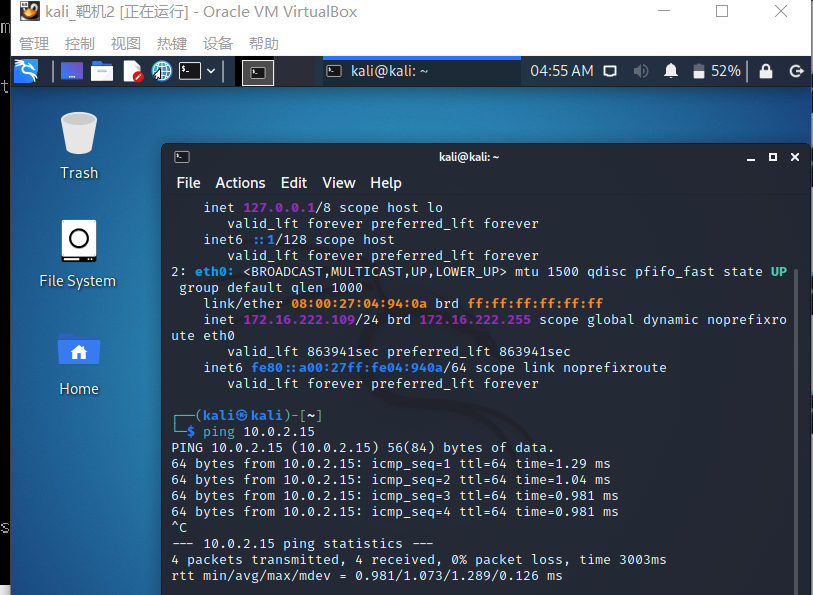 kali_靶机2 [正在运行] - Oracle VM VirtualBox
管理 控制 视图 热键 设备 帮助
kali@kali: ~ 04:55 AM 52%
Trash
File System
Home
kali@kali: ~
File Actions Edit View Help
inet 127.0.0.1/8 scope host lo
valid_lft forever preferred_lft forever
inet6 ::1/128 scope host
valid_lft forever preferred_lft forever
2: eth0: <BROADCAST,MULTICAST,UP,LOWER_UP> mtu 1500 qdisc pfifo_fast state UP
group default qlen 1000
link/ether 08:00:27:04:94:0a brd ff:ff:ff:ff:ff:ff
inet 172.16.222.109/24 brd 172.16.222.255 scope global dynamic noprefixro
ute eth0
valid_lft 863941sec preferred_lft 863941sec
inet6 fe80::a00:27ff:fe04:940a/64 scope link noprefixroute
valid_lft forever preferred_lft forever
┌──(kali㉿kali)-[~]
└─$ ping 10.0.2.15
PING 10.0.2.15 (10.0.2.15) 56(84) bytes of data.
64 bytes from 10.0.2.15: icmp_seq=1 ttl=64 time=1.29 ms
64 bytes from 10.0.2.15: icmp_seq=2 ttl=64 time=1.04 ms
64 bytes from 10.0.2.15: icmp_seq=3 ttl=64 time=0.981 ms
64 bytes from 10.0.2.15: icmp_seq=4 ttl=64 time=0.981 ms
^C
--- 10.0.2.15 ping statistics ---
4 packets transmitted, 4 received, 0% packet loss, time 3003ms
rtt min/avg/max/mdev = 0.981/1.073/1.289/0.126 ms